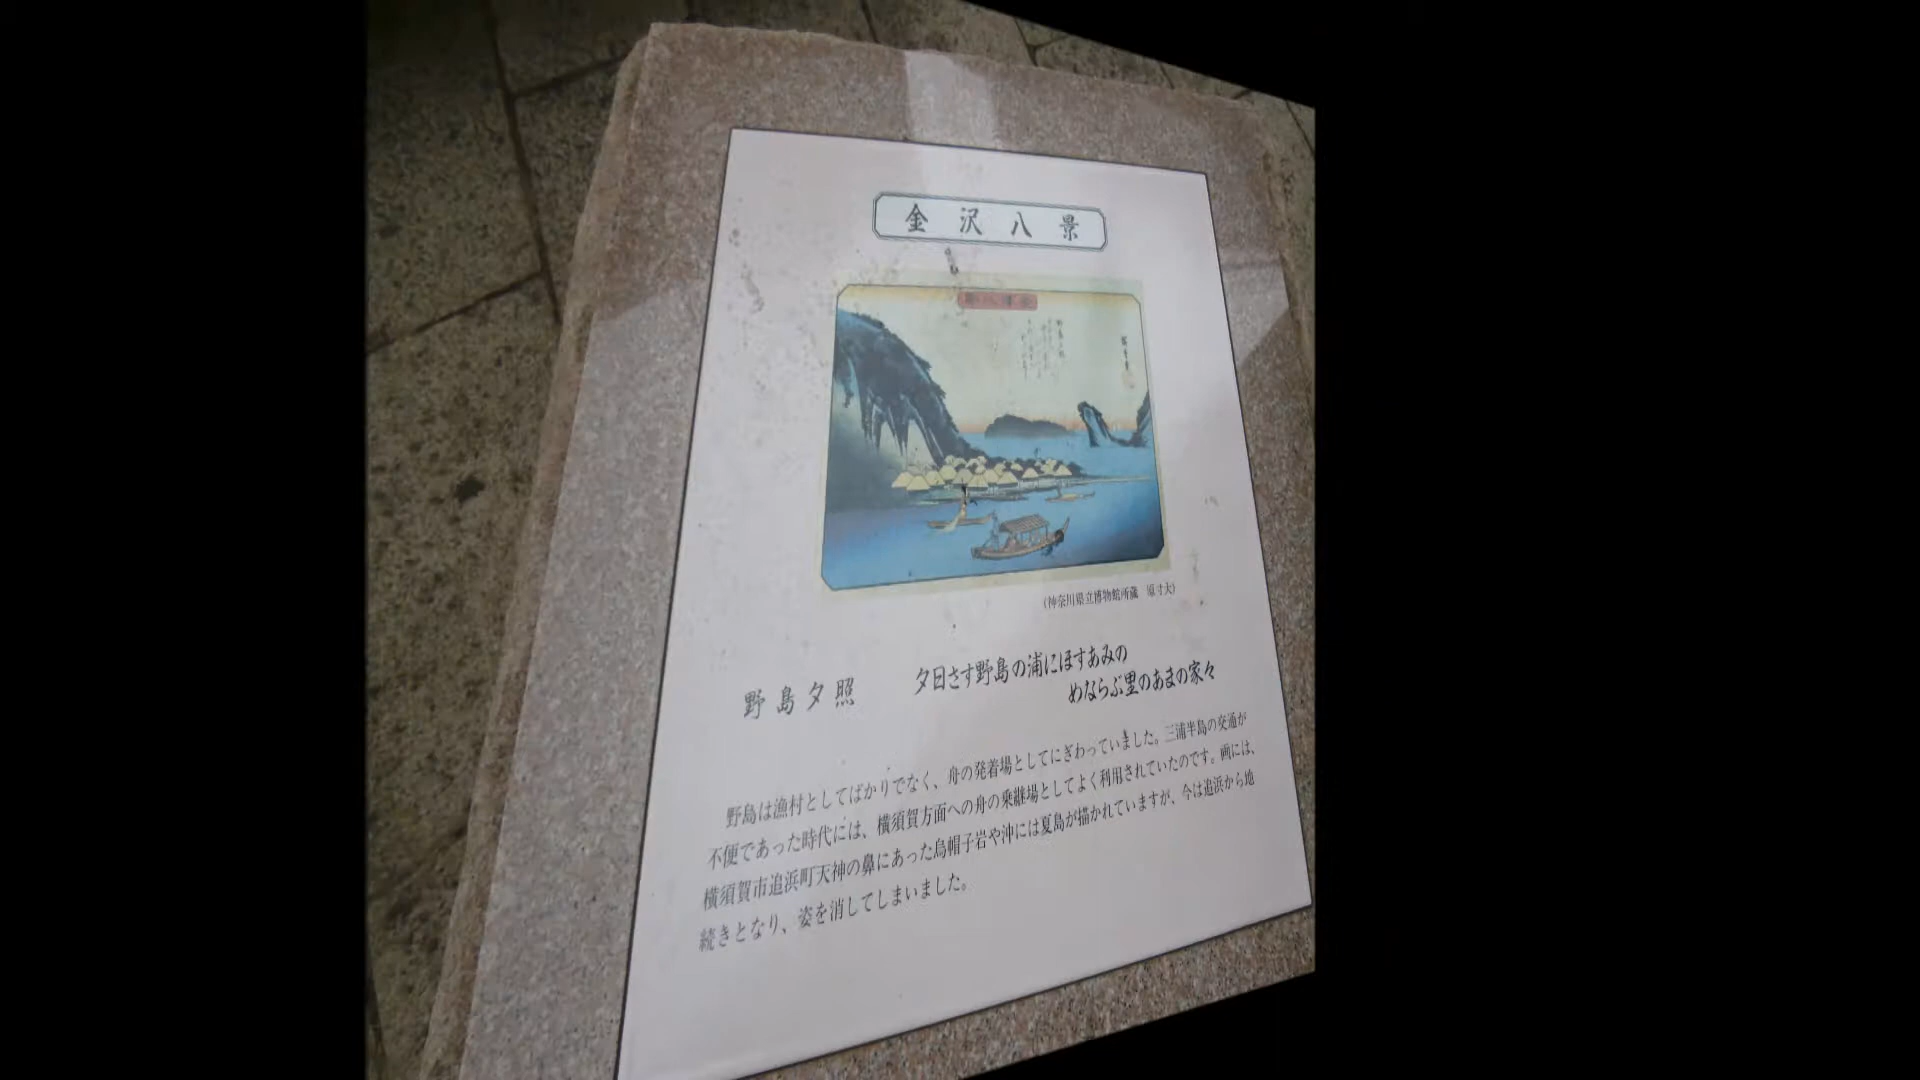 金沢八景
(神奈川県立博物館所蔵 原寸大)
野島夕照
夕日さす野島の浦にほすあみの
めならぶ里のあまの家々
野島は漁村としてばかりでなく、舟の発着場としてにぎわっていました。三浦半島の交通が
不便であった時代には、横須賀方面への舟の乗継場としてよく利用されていたのです。画には、
横須賀市追浜町天神の鼻にあった烏帽子岩や沖には夏島が描かれていますが、今は追浜から地
続きとなり、姿を消してしまいました。